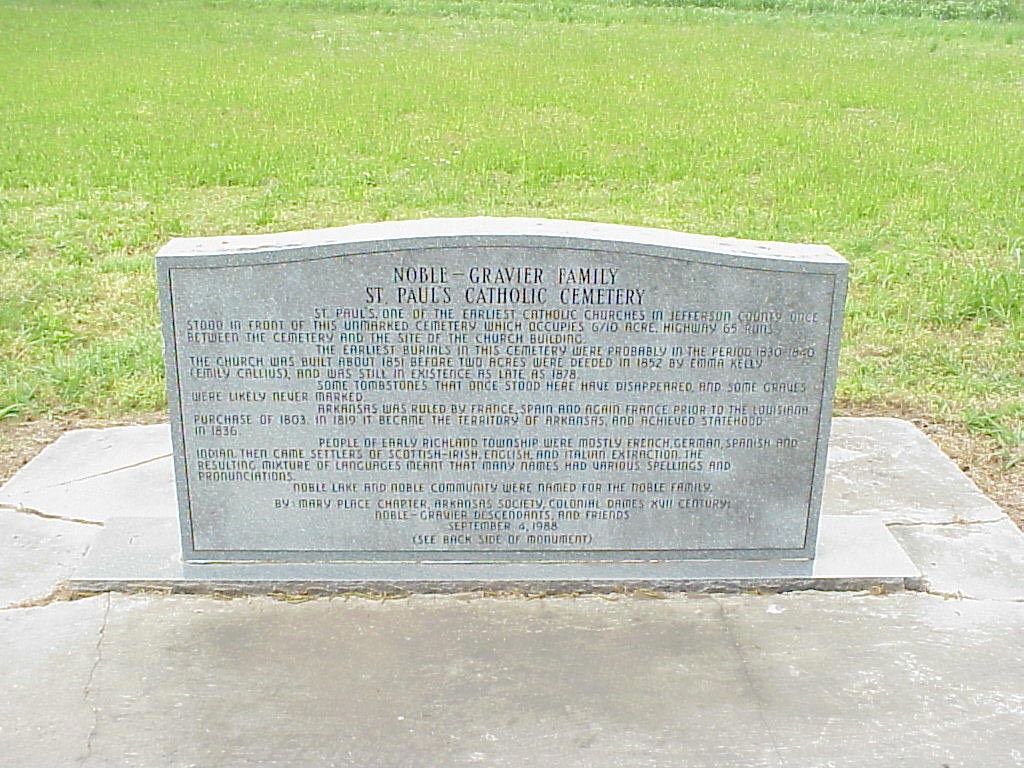 NOBLE-GRAVIER FAMILY
ST. PAUL'S CATHOLIC CEMETERY
ST. PAUL'S, ONE OF THE EARLIEST CATHOLIC CHURCHES IN JEFFERSON COUNTY, ONCE
STOOD IN FRONT OF THIS UNMARKED CEMETERY WHICH OCCUPIES 6/10 ACRE. HIGHWAY 65 RUNS
BETWEEN THE CEMETERY AND THE SITE OF THE CHURCH BUILDING.
THE EARLIEST BURIALS IN THIS CEMETERY WERE PROBABLY IN THE PERIOD 1830-1840.
THE CHURCH WAS BUILT ABOUT 1851 BEFORE TWO ACRES WERE DEEDED IN 1852 BY EMMA KELLY
(EMILY CALLIUS), AND WAS STILL IN EXISTENCE AS LATE AS 1878.
SOME TOMBSTONES THAT ONCE STOOD HERE HAVE DISAPPEARED, AND SOME GRAVES
WERE LIKELY NEVER MARKED.
ARKANSAS WAS RULED BY FRANCE, SPAIN AND AGAIN FRANCE PRIOR TO THE LOUISIANA
PURCHASE OF 1803. IN 1819 IT BECAME THE TERRITORY OF ARKANSAS, AND ACHIEVED STATEHOOD
IN 1836.
PEOPLE OF EARLY RICHLAND TOWNSHIP WERE MOSTLY FRENCH, GERMAN, SPANISH AND
INDIAN. THEN CAME SETTLERS OF SCOTTISH-IRISH, ENGLISH, AND ITALIAN EXTRACTION. THE
RESULTING MIXTURE OF LANGUAGES MEANT THAT MANY NAMES HAD VARIOUS SPELLINGS AND
PRONUNCIATIONS.
NOBLE LAKE AND NOBLE COMMUNITY WERE NAMED FOR THE NOBLE FAMILY.
BY: MARY PLACE CHAPTER, ARKANSAS SOCIETY, COLONIAL DAMES XVII CENTURY;
NOBLE-GRAVIER DESCENDANTS, AND FRIENDS
SEPTEMBER 4, 1988
(SEE BACK SIDE OF MONUMENT)